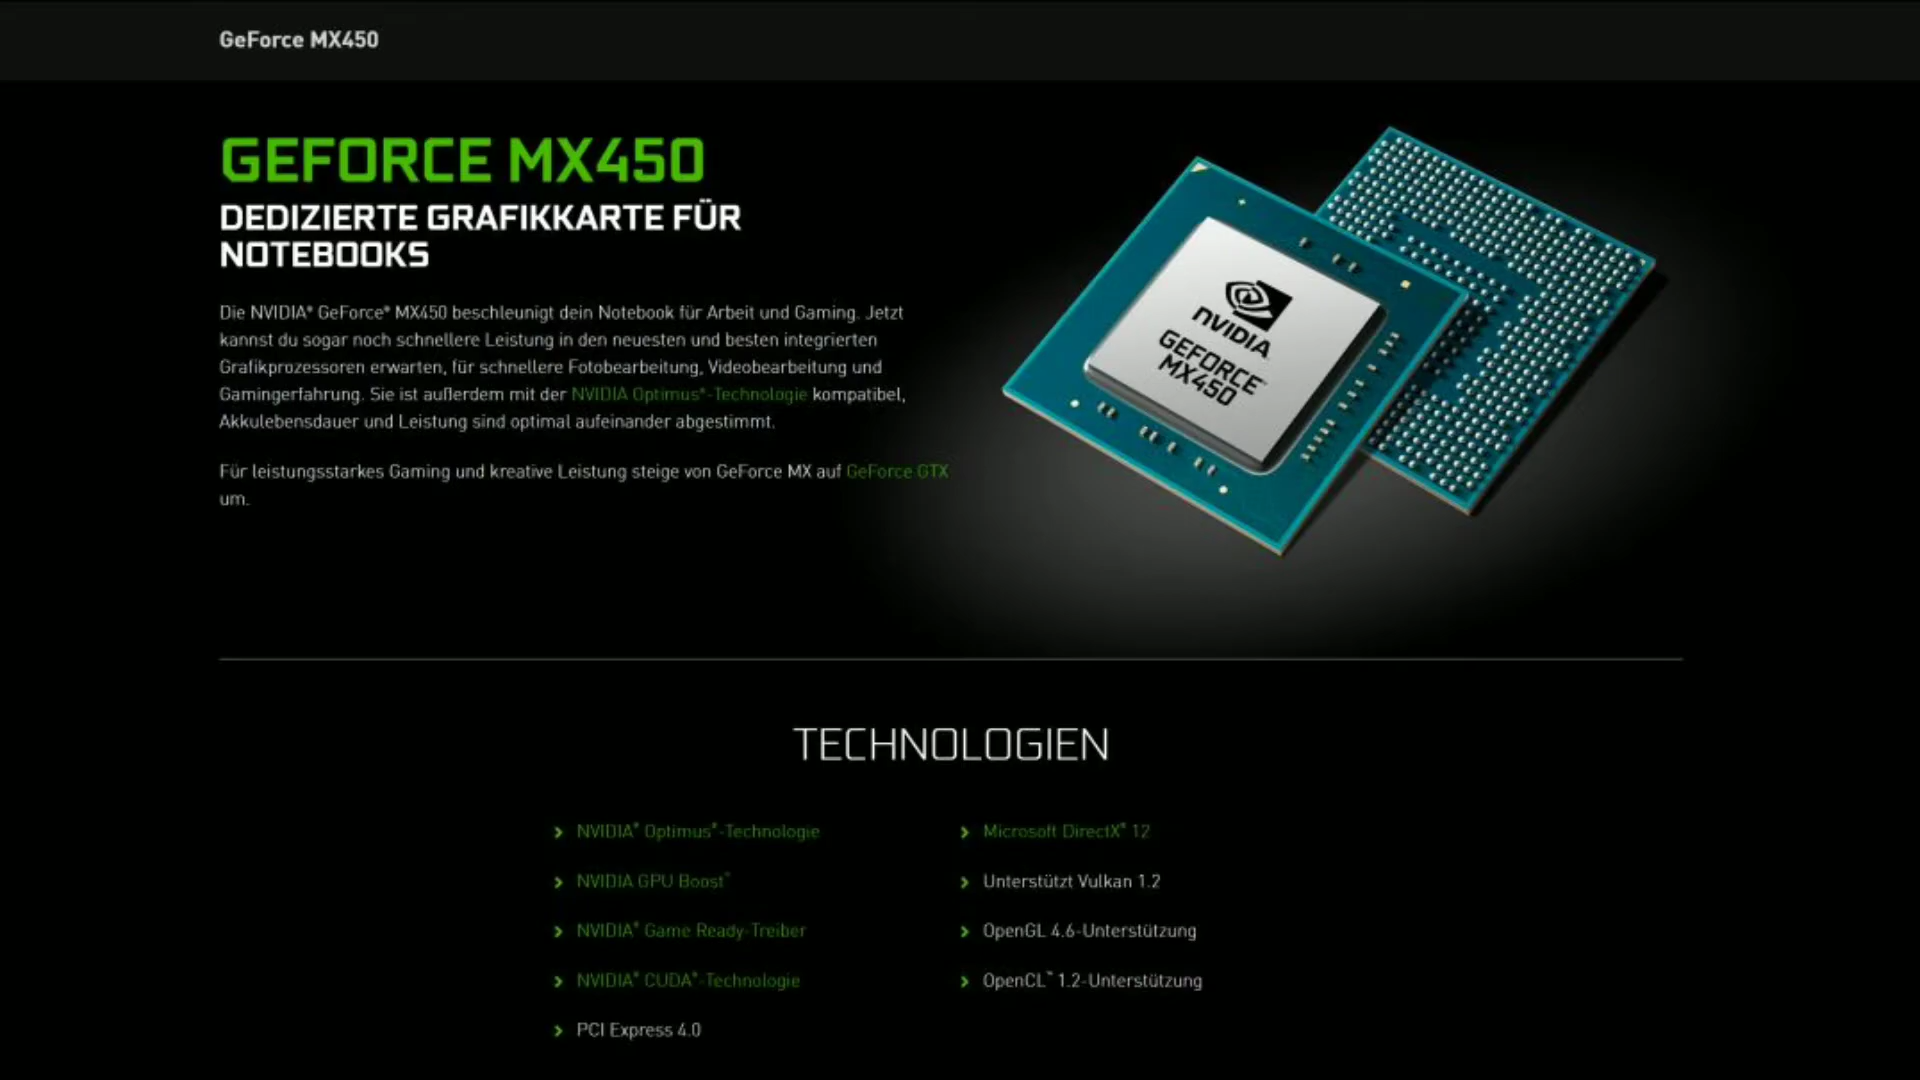 GeForce MX450
GEFORCE MX450
DEDIZIERTE GRAFIKKARTE FÜR
NOTEBOOKS
Die NVIDIA® GeForce® MX450 beschleunigt dein Notebook für Arbeit und Gaming. Jetzt
kannst du sogar noch schnellere Leistung in den neuesten und besten integrierten
Grafikprozessoren erwarten, für schnellere Fotobearbeitung, Videobearbeitung und
Gamingerfahrung. Sie ist außerdem mit der NVIDIA Optimus®-Technologie kompatibel,
Akkulebensdauer und Leistung sind optimal aufeinander abgestimmt.
Für leistungsstarkes Gaming und kreative Leistung steige von GeForce MX auf GeForce GTX
um.
NVIDIA
GEFORCE™
MX450
TECHNOLOGIEN
NVIDIA® Optimus®-Technologie
NVIDIA GPU Boost™
NVIDIA® Game Ready-Treiber
NVIDIA® CUDA®-Technologie
PCI Express 4.0
Microsoft DirectX® 12
Unterstützt Vulkan 1.2
OpenGL 4.6-Unterstützung
OpenCL™ 1.2-Unterstützung